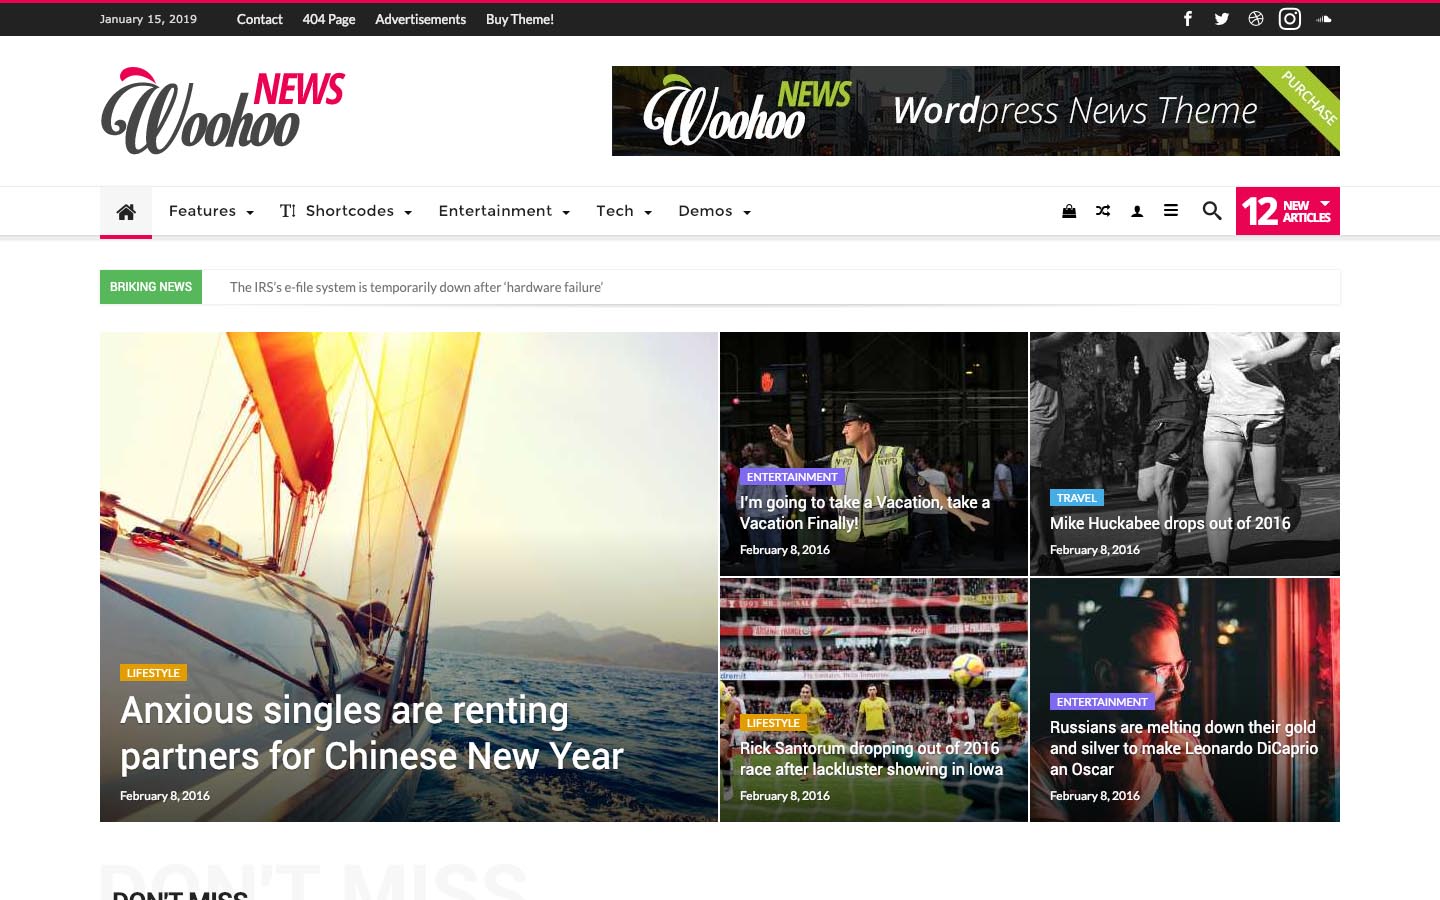 January 15, 2019 Contact 404 Page Advertisements Buy Theme!
Woohoo NEWS
Woohoo NEWS Wordpress News Theme PURCHASE
Features Shortcodes Entertainment Tech Demos 12 NEW ARTICLES
BRIKING NEWS The IRS's e-file system is temporarily down after 'hardware failure'
LIFESTYLE
Anxious singles are renting
partners for Chinese New Year
February 8, 2016
ENTERTAINMENT
I'm going to take a Vacation, take a
Vacation Finally!
February 8, 2016
TRAVEL
Mike Huckabee drops out of 2016
February 8, 2016
LIFESTYLE
Rick Santorum dropping out of 2016
race after lackluster showing in Iowa
February 8, 2016
ENTERTAINMENT
Russians are melting down their gold
and silver to make Leonardo DiCaprio
an Oscar
February 8, 2016
DON'T MISS
DON'T MISS